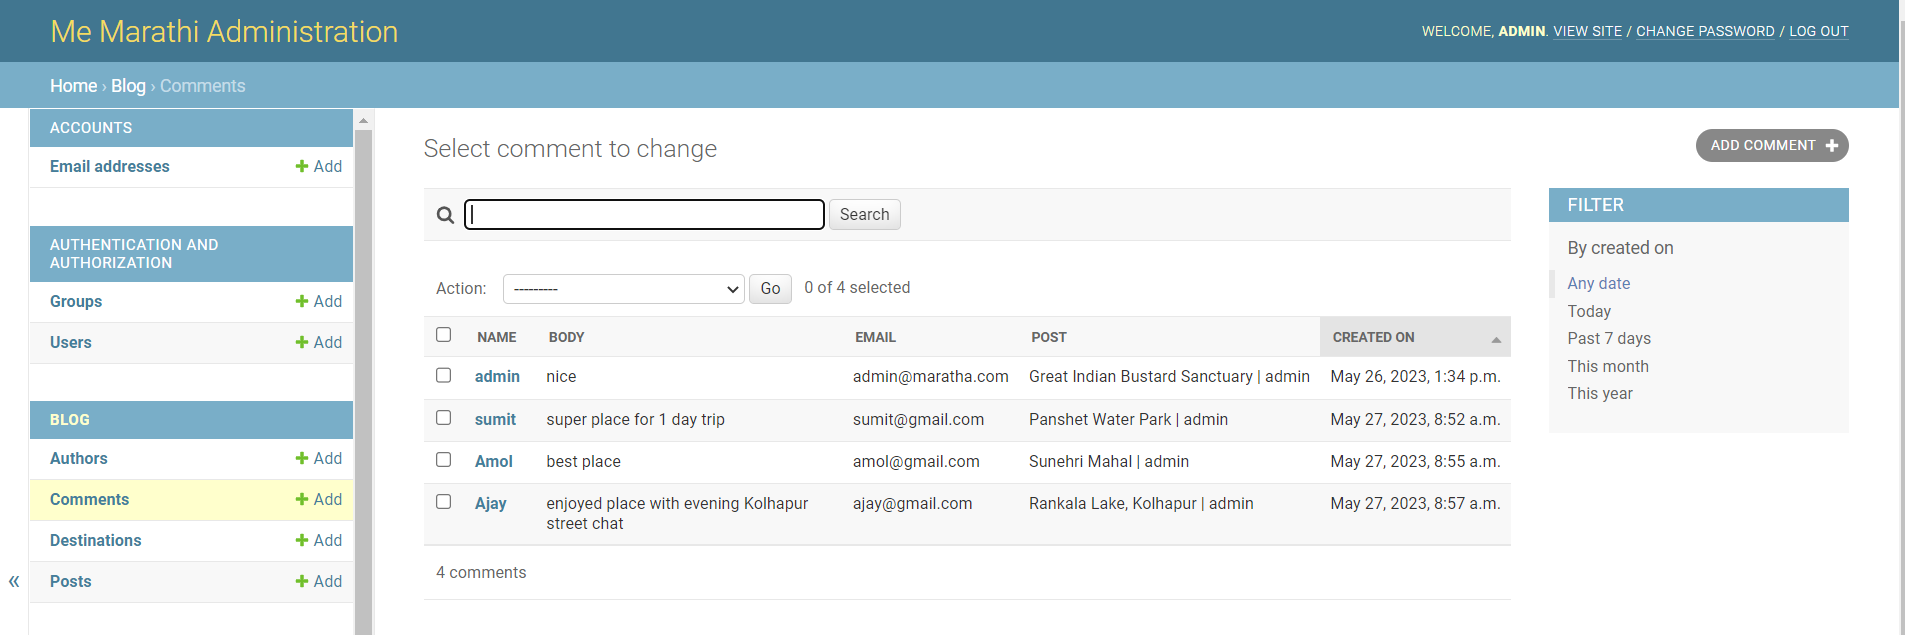 Me Marathi Administration
WELCOME, ADMIN. VIEW SITE / CHANGE PASSWORD / LOG OUT
Home › Blog › Comments
ACCOUNTS
Email addresses Add
AUTHENTICATION AND
AUTHORIZATION
Groups Add
Users Add
BLOG
Authors Add
Comments Add
Destinations Add
Posts Add
«
Select comment to change
ADD COMMENT +
Search
Action: --------- Go 0 of 4 selected
NAME BODY EMAIL POST CREATED ON
admin nice admin@maratha.com Great Indian Bustard Sanctuary | admin May 26, 2023, 1:34 p.m.
sumit super place for 1 day trip sumit@gmail.com Panshet Water Park | admin May 27, 2023, 8:52 a.m.
Amol best place amol@gmail.com Sunehri Mahal | admin May 27, 2023, 8:55 a.m.
Ajay enjoyed place with evening Kolhapur ajay@gmail.com Rankala Lake, Kolhapur | admin May 27, 2023, 8:57 a.m.
street chat
4 comments
FILTER
By created on
Any date
Today
Past 7 days
This month
This year